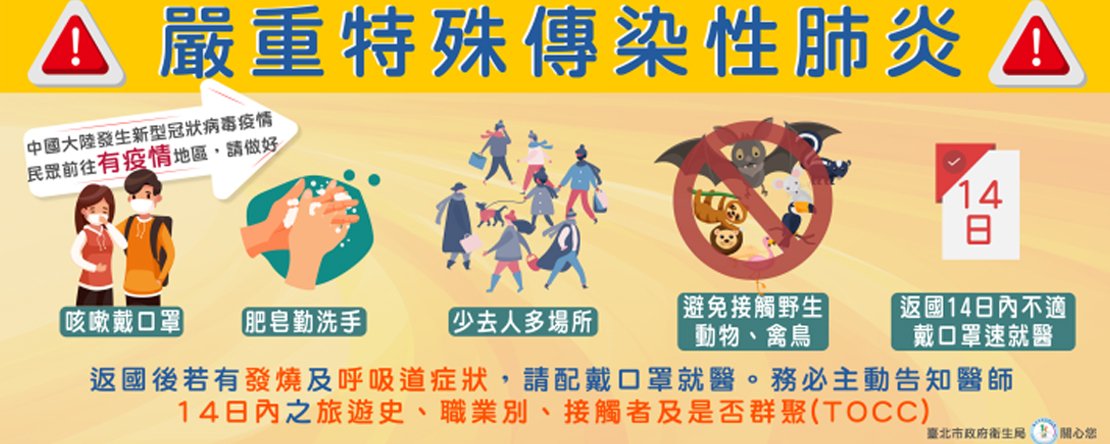 嚴重特殊傳染性肺炎
中國大陸發生新型冠狀病毒疫情
民眾前往有疫情地區，請做好
14
日
咳嗽戴口罩
肥皂勤洗手
少去人多場所
避免接觸野生
動物、禽鳥
返國14日內不適
戴口罩速就醫
返國後若有發燒及呼吸道症狀，請配戴口罩就醫。務必主動告知醫師
14日內之旅遊史、職業別、接觸者及是否群聚(TOCC)
臺北市政府衛生局 關心您